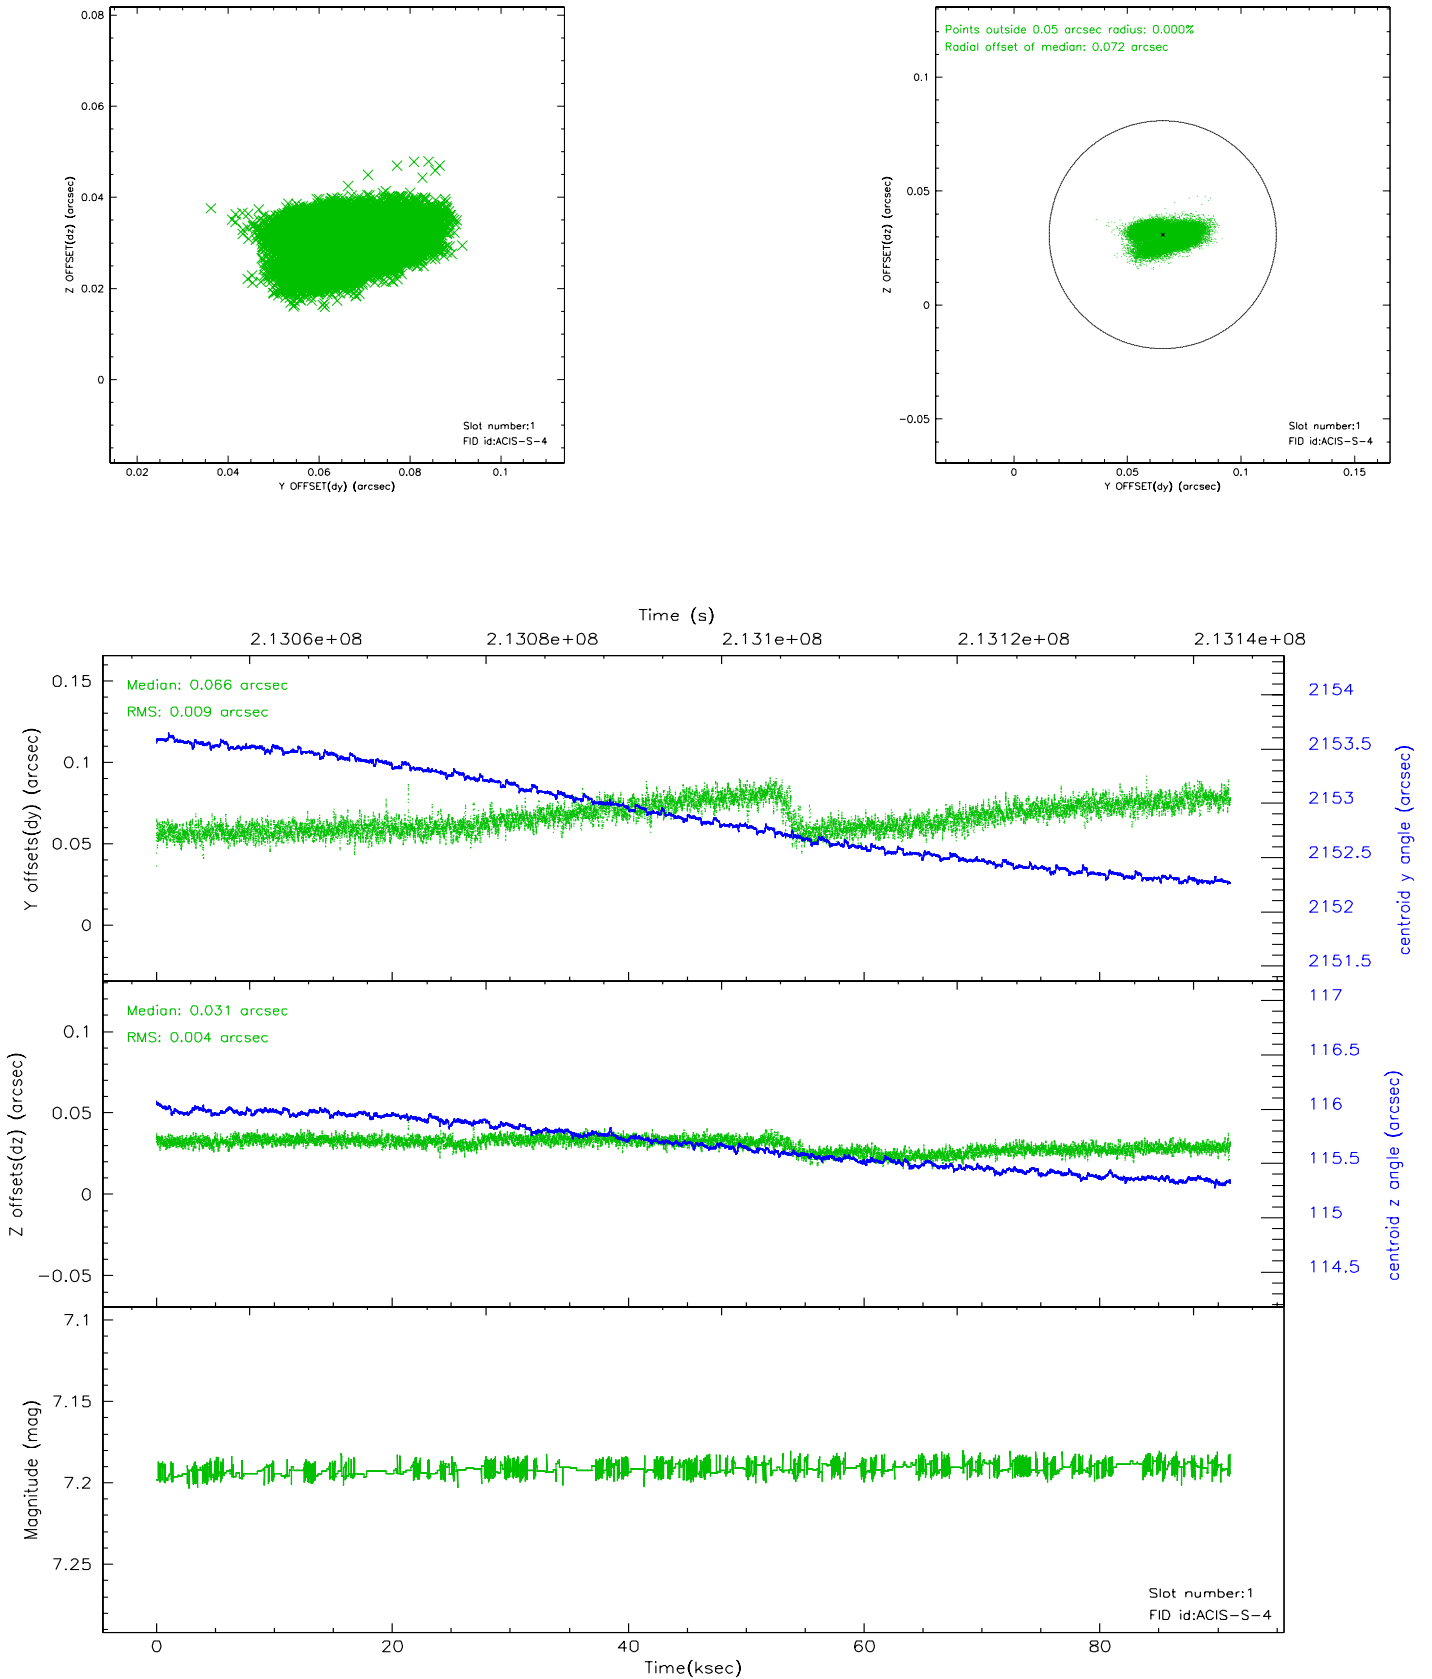 0.08
0.06
0.04
0.02
0
Z OFFSET(dz) (arcsec)
Slot number:1
FID id:ACIS-S-4
0.02 0.04 0.06 0.08 0.1
Y OFFSET(dy) (arcsec)
Points outside 0.05 arcsec radius: 0.000%
Radial offset of median: 0.072 arcsec
0.1
0.05
0
-0.05
Z OFFSET(dz) (arcsec)
Slot number:1
FID id:ACIS-S-4
0 0.05 0.1 0.15
Y OFFSET(dy) (arcsec)
Time (s)
2.1306e+08 2.1308e+08 2.131e+08 2.1312e+08 2.1314e+08
Median: 0.066 arcsec
RMS: 0.009 arcsec
0.15
0.1
0.05
0
Y offsets(dy) (arcsec)
2154
2153.5
2153
2152.5
2152
2151.5
centroid y angle (arcsec)
Median: 0.031 arcsec
RMS: 0.004 arcsec
0.1
0.05
0
-0.05
Z offsets(dz) (arcsec)
117
116.5
116
115.5
115
114.5
centroid z angle (arcsec)
7.1
7.15
7.2
7.25
Magnitude (mag)
Slot number:1
FID id:ACIS-S-4
0 20 40 60 80
Time(ksec)